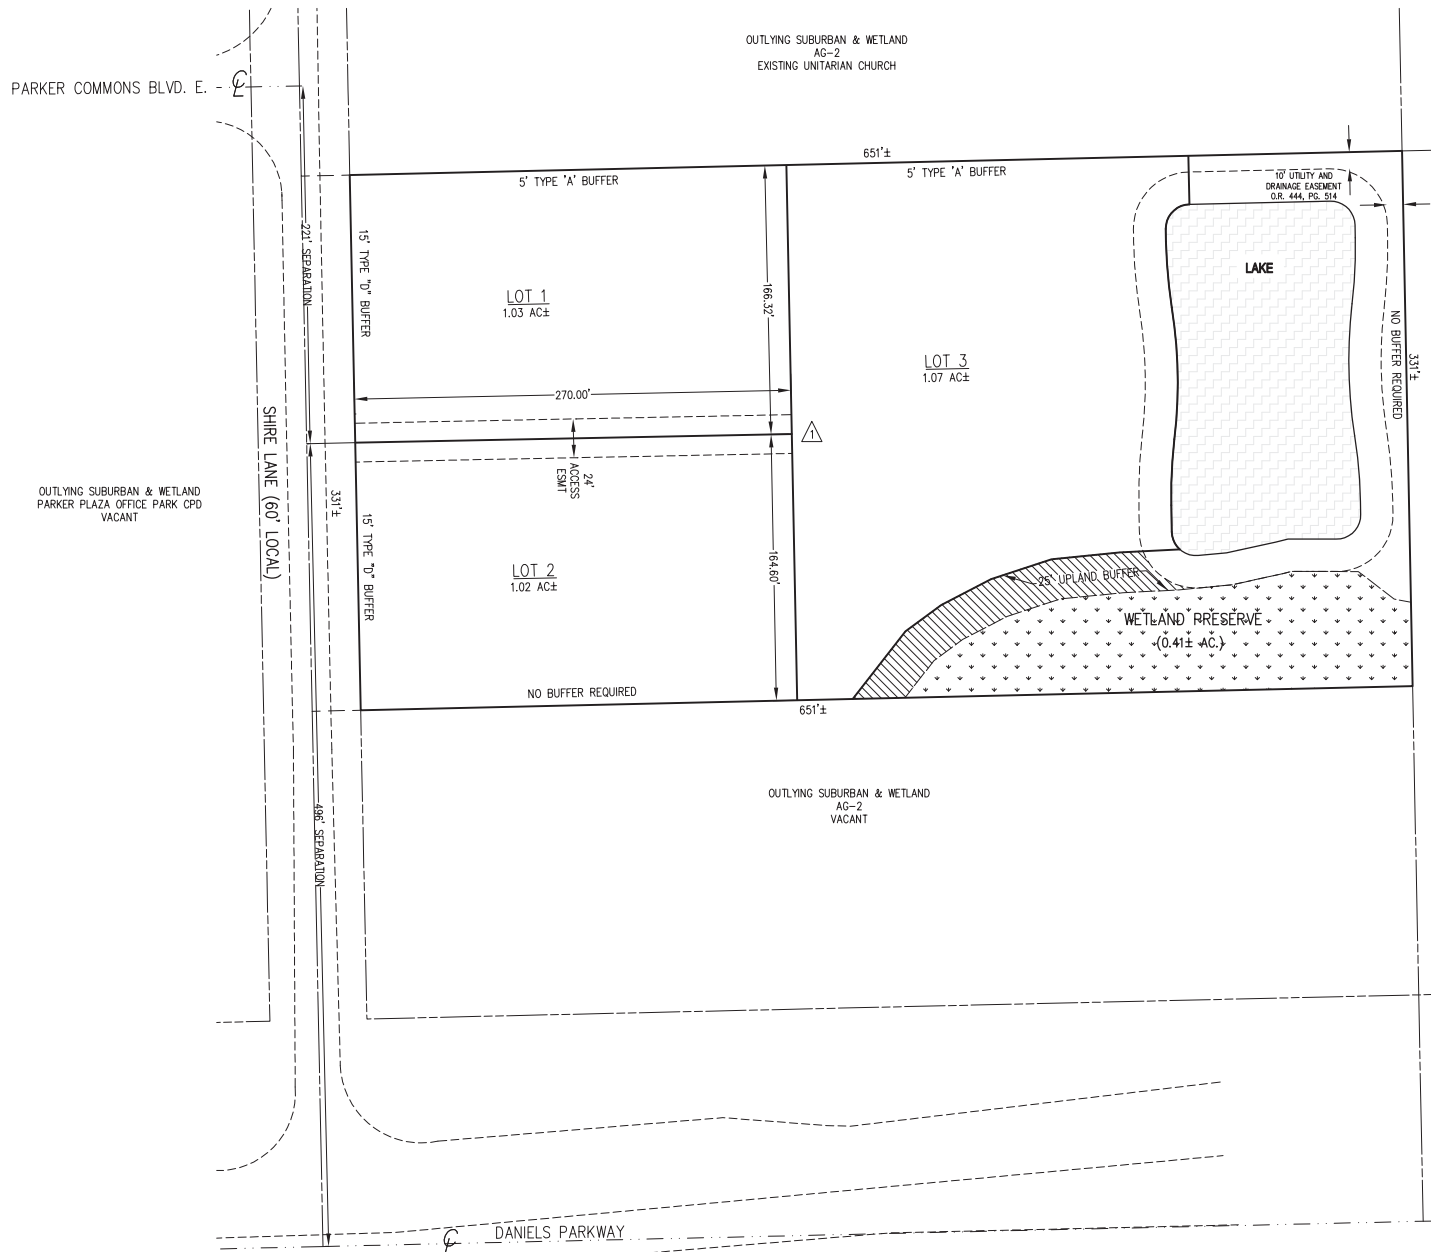 OUTLYING SUBURBAN & WETLAND
AG-2
EXISTING UNITARIAN CHURCH
PARKER COMMONS BLVD. E.
651'±
5' TYPE 'A' BUFFER
5' TYPE 'A' BUFFER
10' UTILITY AND
DRAINAGE EASEMENT
O.R. 444, PG. 514
221' SEPARATION
15' TYPE "D" BUFFER
LOT 1
1.03 AC±
166.32'
LAKE
NO BUFFER REQUIRED
331'±
LOT 3
1.07 AC±
270.00'
SHIRE LANE (60' LOCAL)
1
24'
ACCESS
ESMT
OUTLYING SUBURBAN & WETLAND
PARKER PLAZA OFFICE PARK CPD
VACANT
331'±
15' TYPE "D" BUFFER
LOT 2
1.02 AC±
164.60'
25' UPLAND BUFFER
WETLAND PRESERVE
(0.41± AC.)
NO BUFFER REQUIRED
651'±
OUTLYING SUBURBAN & WETLAND
AG-2
VACANT
496' SEPARATION
DANIELS PARKWAY